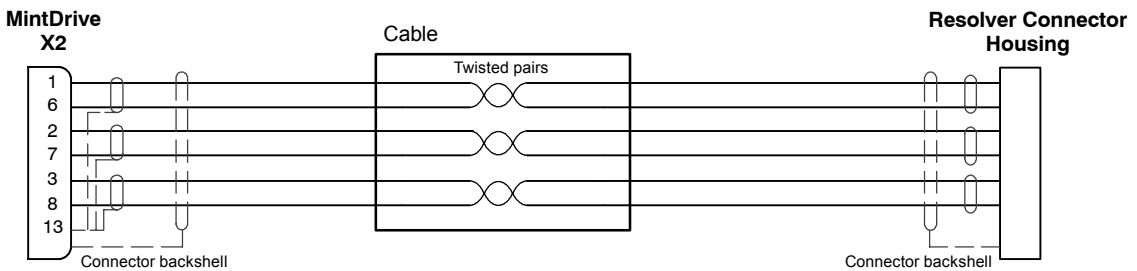 MintDrive
X2
Cable
Resolver Connector
Housing
Twisted pairs
1
6
2
7
3
8
13
Connector backshell
Connector backshell